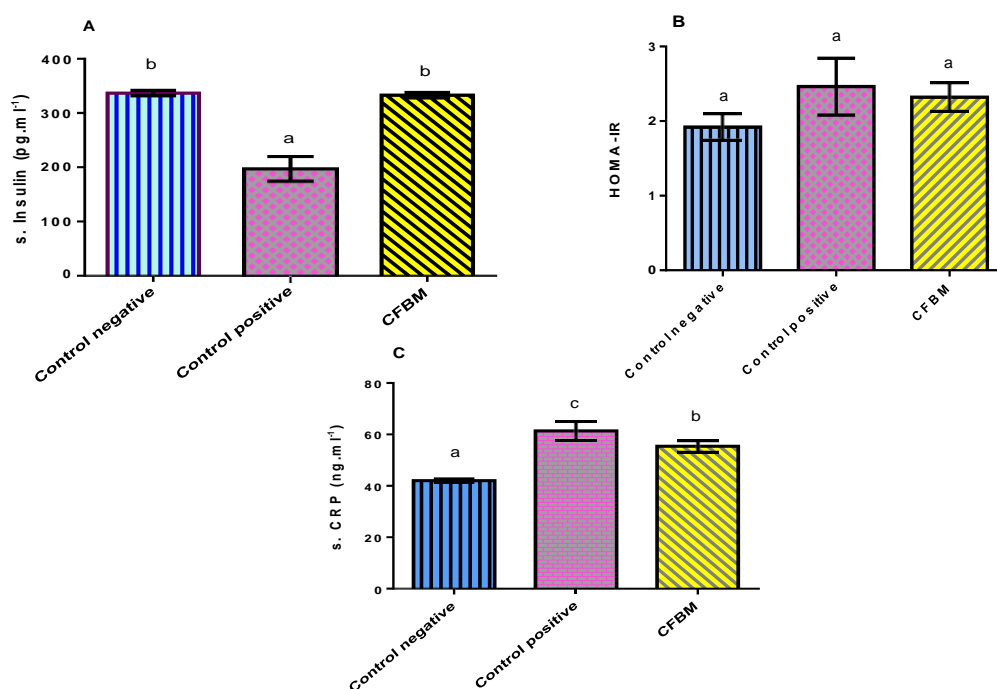 A
s. Insulin (pg.ml⁻¹)
400
300
200
100
0
b
a
b
Control negative
Control positive
CFBM
B
HOMA-IR
3
2
1
0
a
a
a
Control negative
Control positive
CFBM
C
s. CRP (ng.ml⁻¹)
80
60
40
20
0
a
c
b
Control negative
Control positive
CFBM